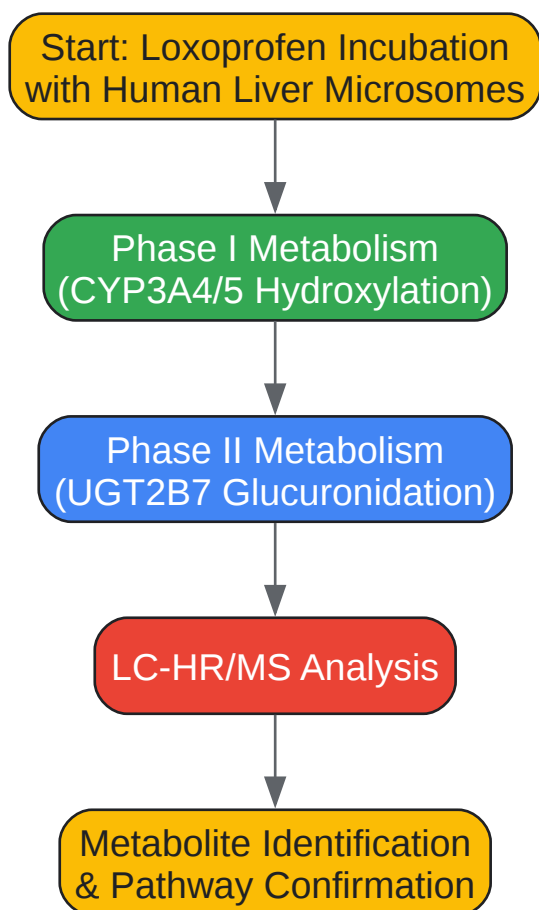 Start: Loxoprofen Incubation
with Human Liver Microsomes
Phase I Metabolism
(CYP3A4/5 Hydroxylation)
Phase II Metabolism
(UGT2B7 Glucuronidation)
LC-HR/MS Analysis
Metabolite Identification
& Pathway Confirmation